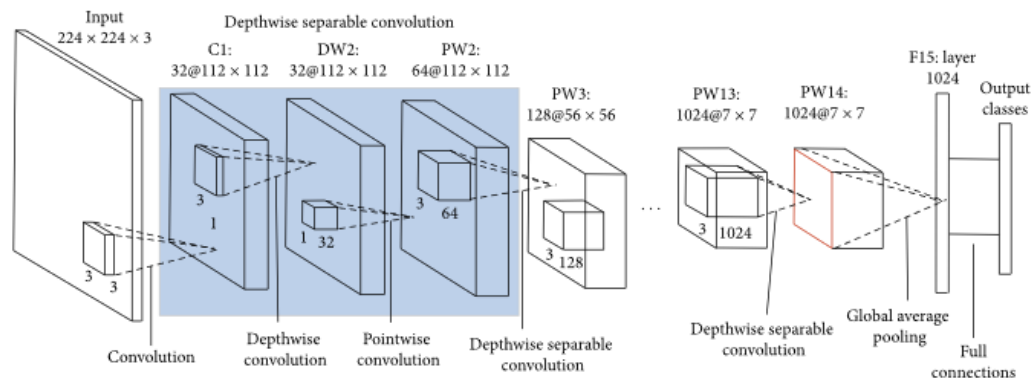 Input
224 × 224 × 3
Depthwise separable convolution
C1:
32@112 × 112
DW2:
32@112 × 112
PW2:
64@112 × 112
PW3:
128@56 × 56
PW13:
1024@7 × 7
PW14:
1024@7 × 7
F15: layer
1024
Output
classes
3
3
3
1
1
32
3
64
3
128
...
3
1024
Convolution
Depthwise
convolution
Pointwise
convolution
Depthwise separable
convolution
Depthwise separable
convolution
Global average
pooling
Full
connections